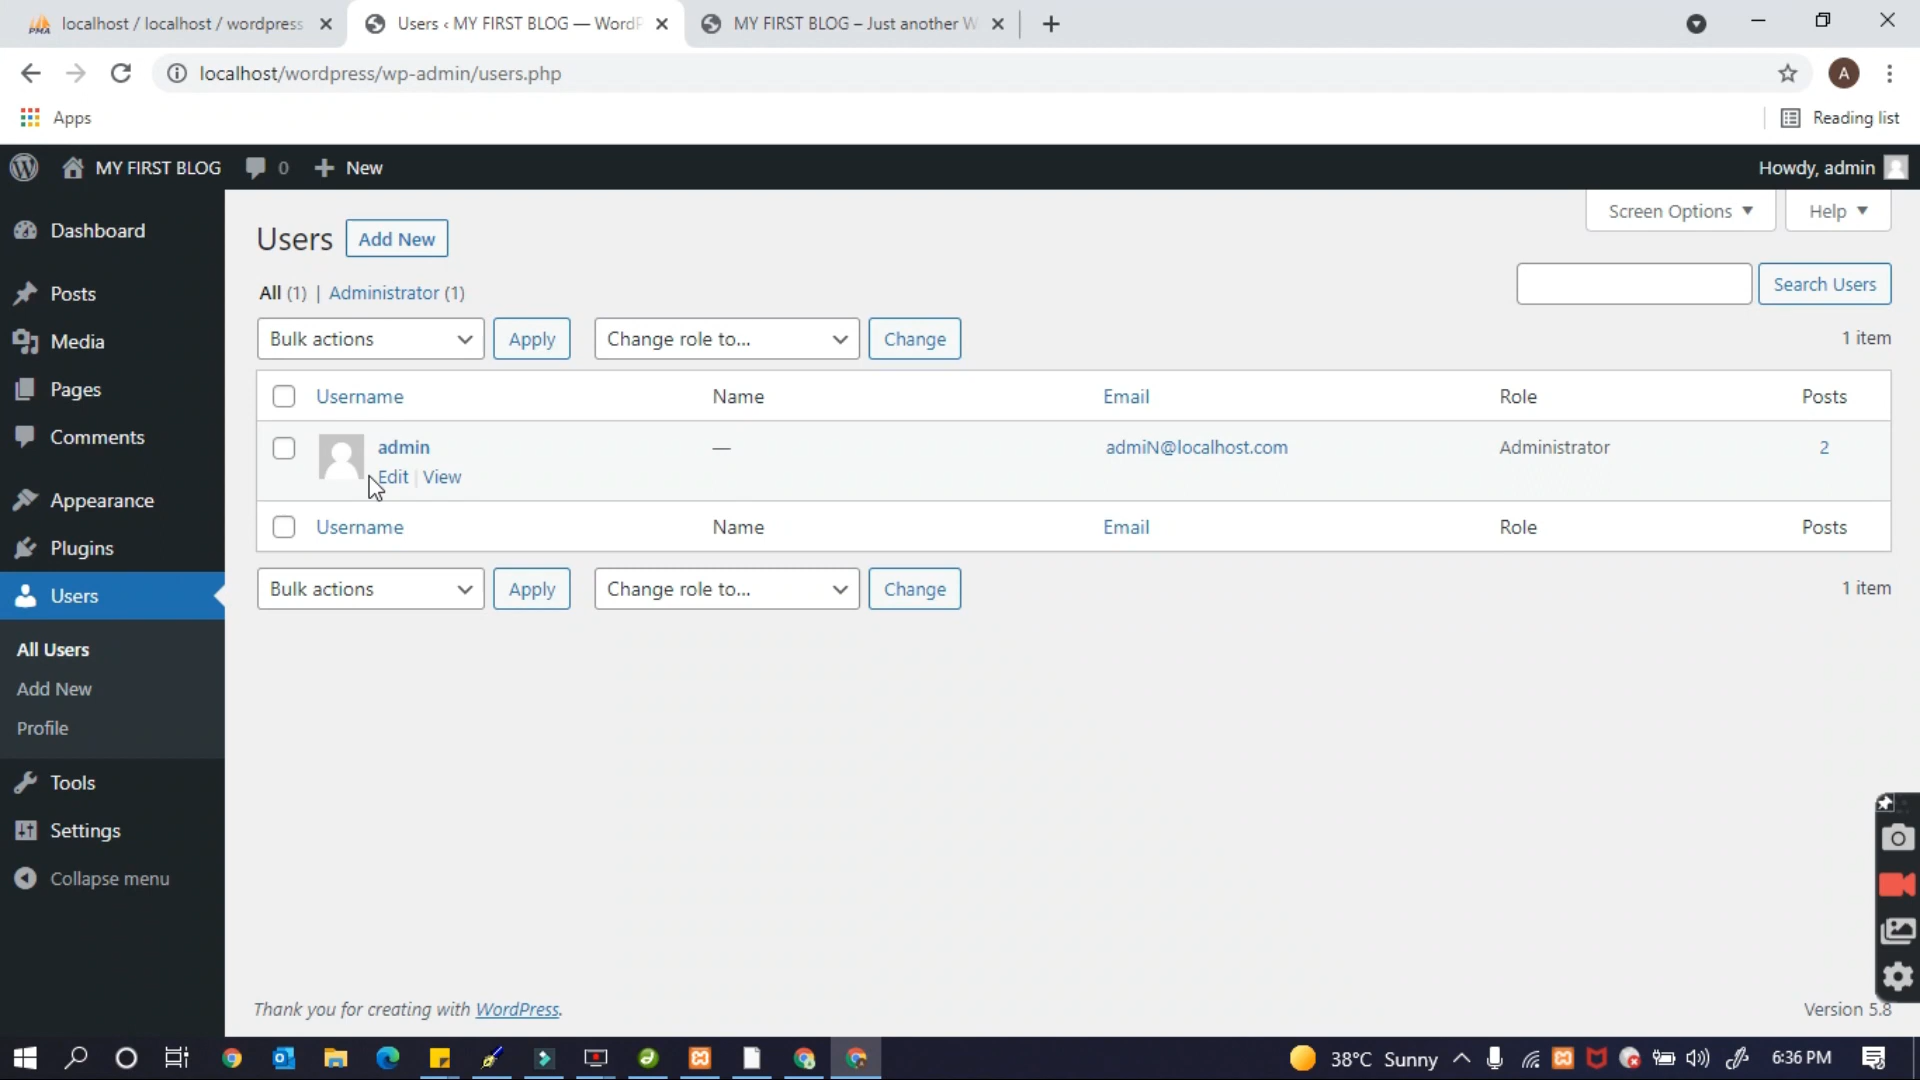 PMA localhost / localhost / wordpress
Users ‹ MY FIRST BLOG — WordP
MY FIRST BLOG – Just another W
localhost/wordpress/wp-admin/users.php
A
Apps
Reading list
MY FIRST BLOG 0 New
Howdy, admin
Screen Options Help
Dashboard
Posts
Media
Pages
Comments
Appearance
Plugins
Users
All Users
Add New
Profile
Tools
Settings
Collapse menu
Users Add New
All (1) | Administrator (1)
Search Users
Bulk actions Apply Change role to... Change 1 item
Username Name Email Role Posts
admin — admiN@localhost.com Administrator 2
Edit | View
Username Name Email Role Posts
Bulk actions Apply Change role to... Change 1 item
Thank you for creating with WordPress.
Version 5.8
38°C Sunny 6:36 PM